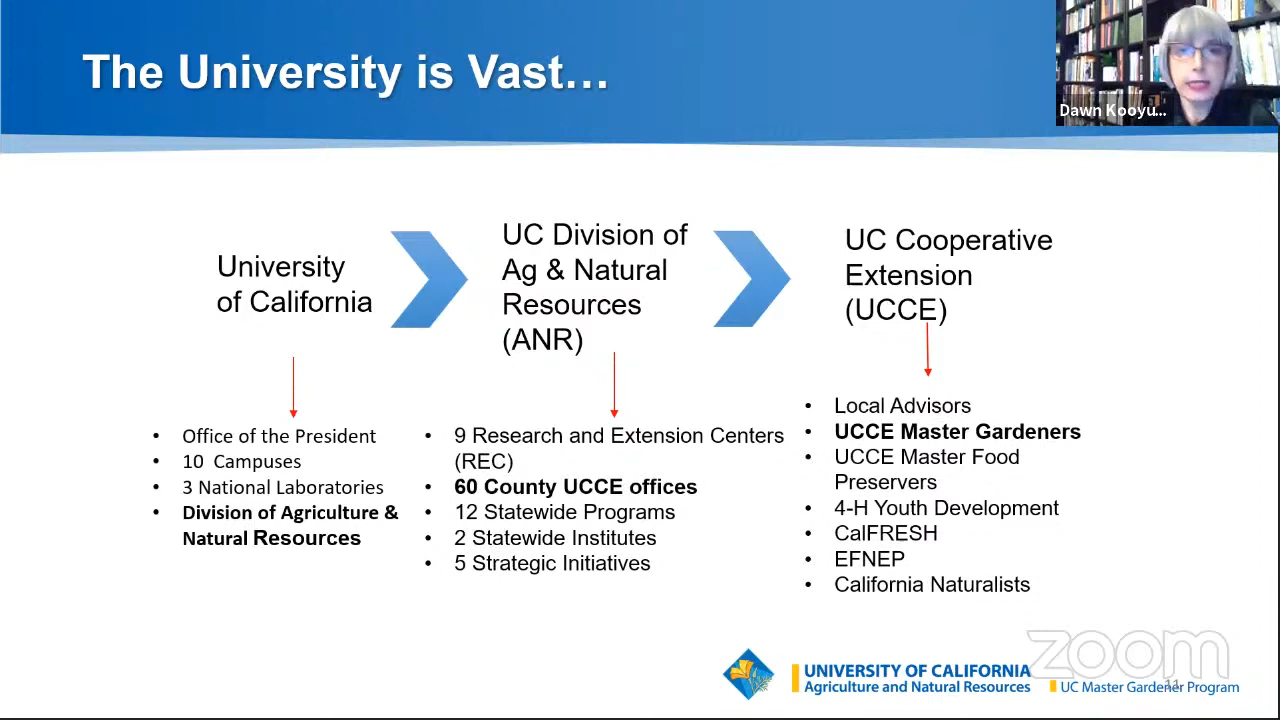 The University is Vast…
Dawn Kooyu...
University
of California
UC Division of
Ag & Natural
Resources
(ANR)
UC Cooperative
Extension
(UCCE)
• Office of the President
• 10 Campuses
• 3 National Laboratories
• Division of Agriculture &
Natural Resources
• 9 Research and Extension Centers
(REC)
• 60 County UCCE offices
• 12 Statewide Programs
• 2 Statewide Institutes
• 5 Strategic Initiatives
• Local Advisors
• UCCE Master Gardeners
• UCCE Master Food
Preservers
• 4-H Youth Development
• CalFRESH
• EFNEP
• California Naturalists
zoom
UNIVERSITY OF CALIFORNIA
Agriculture and Natural Resources
UC Master Gardener Program
11